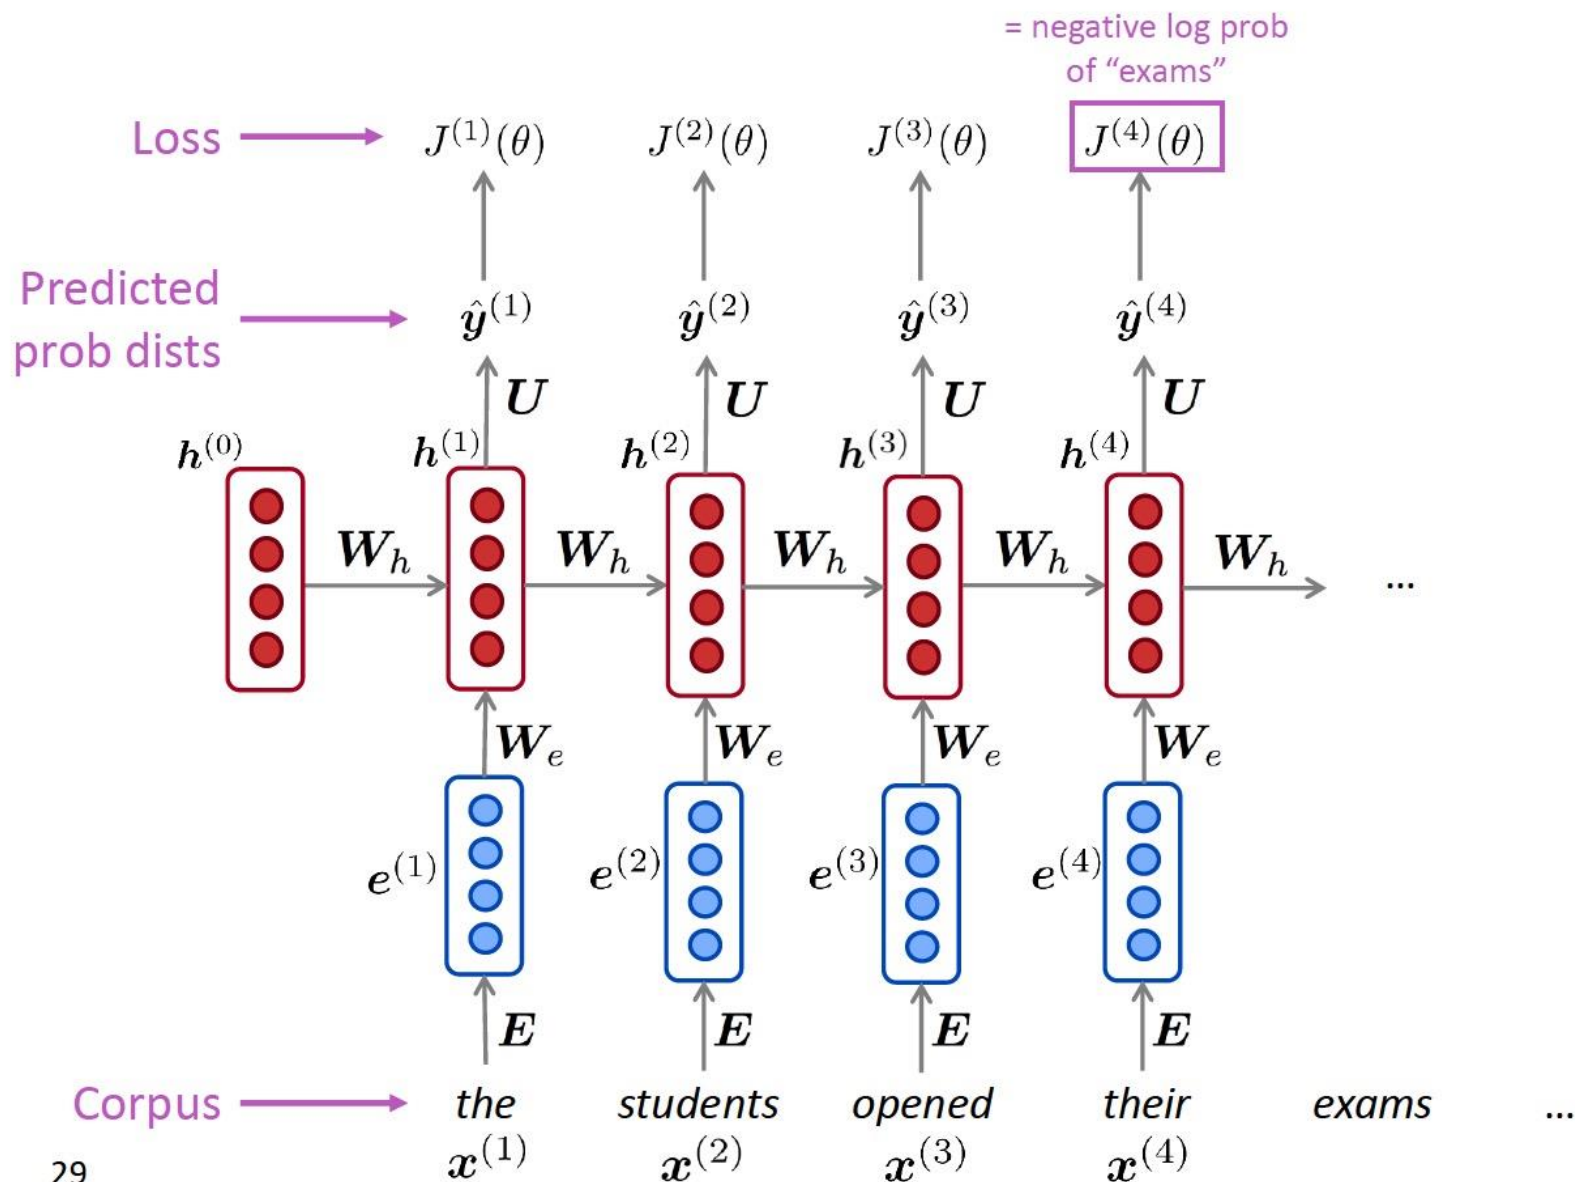 = negative log prob
of “exams”
Loss J⁽¹⁾(θ) J⁽²⁾(θ) J⁽³⁾(θ) J⁽⁴⁾(θ)
Predicted
prob dists
ŷ⁽¹⁾ ŷ⁽²⁾ ŷ⁽³⁾ ŷ⁽⁴⁾
U U U U
h⁽⁰⁾ h⁽¹⁾ h⁽²⁾ h⁽³⁾ h⁽⁴⁾
W_h W_h W_h W_h W_h ...
W_e W_e W_e W_e
e⁽¹⁾ e⁽²⁾ e⁽³⁾ e⁽⁴⁾
E E E E
Corpus the students opened their exams ...
x⁽¹⁾ x⁽²⁾ x⁽³⁾ x⁽⁴⁾
29